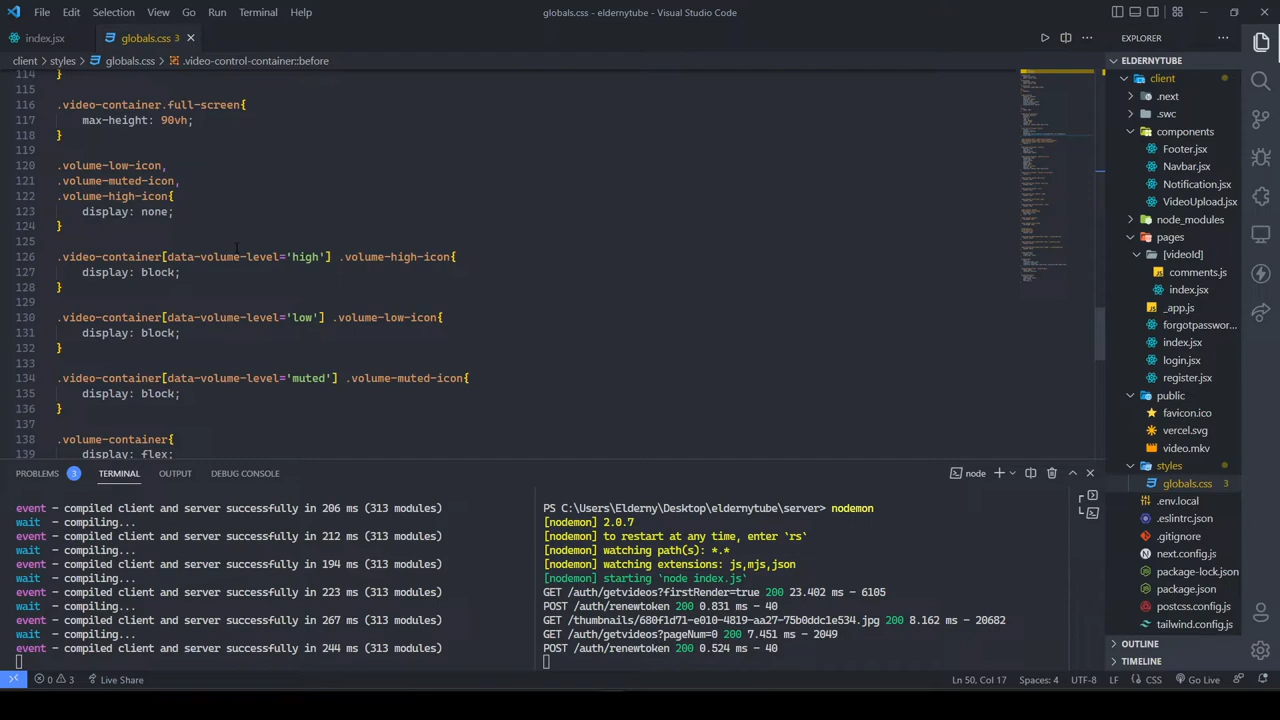 File Edit Selection View Go Run Terminal Help
globals.css - eldernytube - Visual Studio Code
index.jsx
globals.css 3
EXPLORER
client > styles > globals.css > .video-control-container::before
ELDERNYTUBE
114 }
115
116 .video-container.full-screen{
117 max-height: 90vh;
118 }
119
120 .volume-low-icon,
121 .volume-muted-icon,
122 .volume-high-icon{
123 display: none;
124 }
125
126 .video-container[data-volume-level='high'] .volume-high-icon{
127 display: block;
128 }
129
130 .video-container[data-volume-level='low'] .volume-low-icon{
131 display: block;
132 }
133
134 .video-container[data-volume-level='muted'] .volume-muted-icon{
135 display: block;
136 }
137
138 .volume-container{
139 display: flex;
client
.next
.swc
components
Footer.jsx
Navbar.jsx
Notification.jsx
VideoUpload.jsx
node_modules
pages
[videoId]
comments.js
index.jsx
_app.js
forgotpasswor...
index.jsx
login.jsx
register.jsx
public
favicon.ico
vercel.svg
video.mkv
styles
globals.css 3
.env.local
.eslintrc.json
.gitignore
next.config.js
package-lock.json
package.json
postcss.config.js
tailwind.config.js
OUTLINE
TIMELINE
PROBLEMS 3 TERMINAL OUTPUT DEBUG CONSOLE
node
event - compiled client and server successfully in 206 ms (313 modules)
wait - compiling...
event - compiled client and server successfully in 212 ms (313 modules)
wait - compiling...
event - compiled client and server successfully in 194 ms (313 modules)
wait - compiling...
event - compiled client and server successfully in 223 ms (313 modules)
wait - compiling...
event - compiled client and server successfully in 267 ms (313 modules)
wait - compiling...
event - compiled client and server successfully in 244 ms (313 modules)
PS C:\Users\Elderny\Desktop\eldernytube\server> nodemon
[nodemon] 2.0.7
[nodemon] to restart at any time, enter `rs`
[nodemon] watching path(s): *.*
[nodemon] watching extensions: js,mjs,json
[nodemon] starting `node index.js`
GET /auth/getvideos?firstRender=true 200 23.402 ms - 6105
POST /auth/renewtoken 200 0.831 ms - 40
GET /thumbnails/680f1d71-e010-4819-aa27-75b0ddc1e534.jpg 200 8.162 ms - 20682
GET /auth/getvideos?pageNum=0 200 7.451 ms - 2049
POST /auth/renewtoken 200 0.524 ms - 40
0 3 Live Share
Ln 50, Col 17 Spaces: 4 UTF-8 LF CSS Go Live